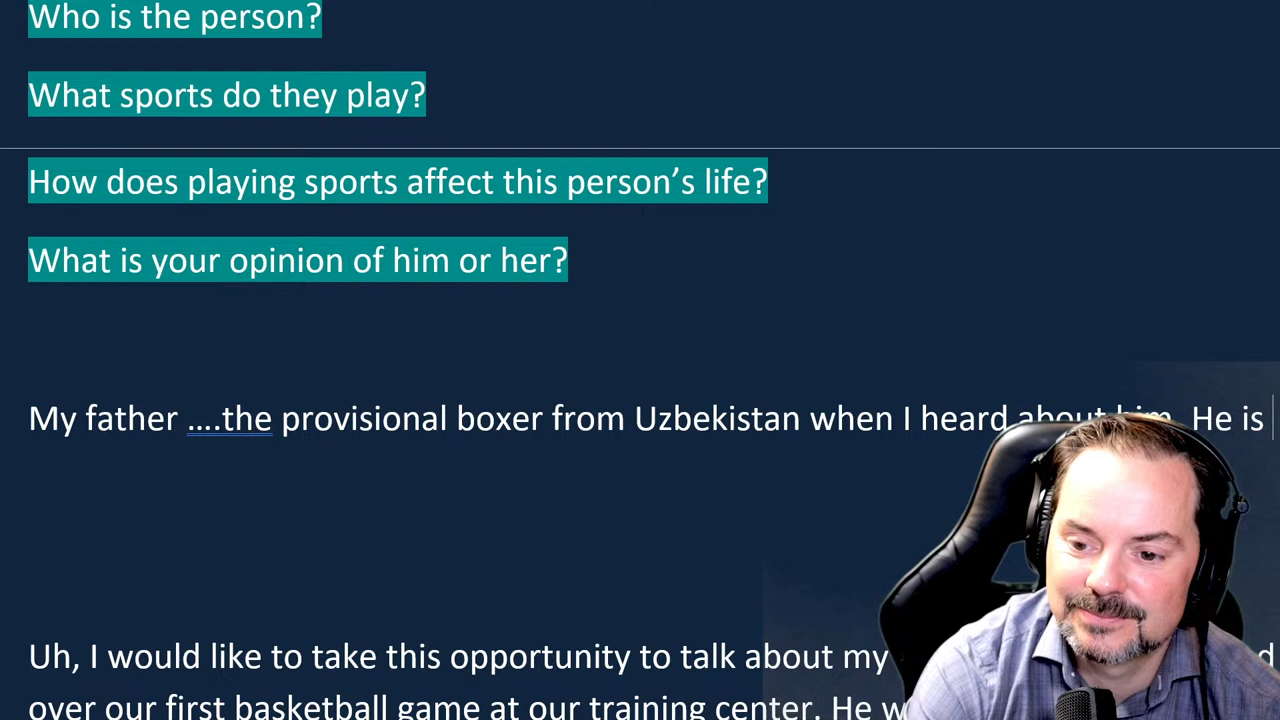 Who is the person?
What sports do they play?
How does playing sports affect this person’s life?
What is your opinion of him or her?
My father ….the provisional boxer from Uzbekistan when I heard about him. He is
Uh, I would like to take this opportunity to talk about my
over our first basketball game at our training center. He